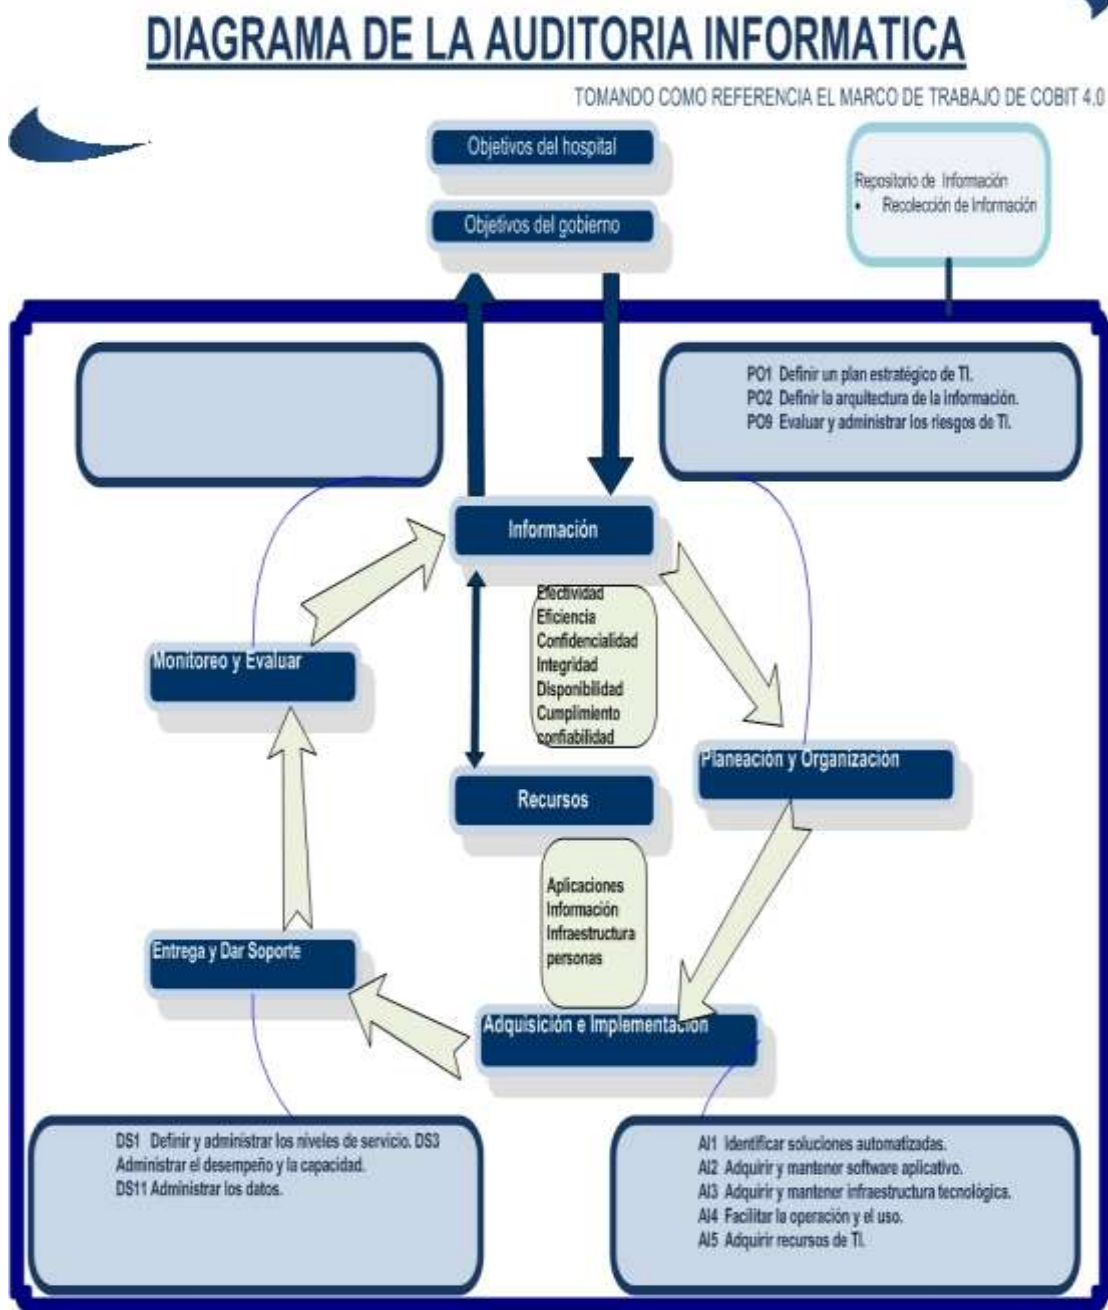 DIAGRAMA DE LA AUDITORIA INFORMATICA
TOMANDO COMO REFERENCIA EL MARCO DE TRABAJO DE COBIT 4.0
Objetivos del hospital
Objetivos del gobierno
Repositorio de Información
• Recolección de Información
PO1 Definir un plan estratégico de TI.
PO2 Definir la arquitectura de la información.
PO9 Evaluar y administrar los riesgos de TI.
Información
Efectividad
Eficiencia
Confidencialidad
Integridad
Disponibilidad
Cumplimiento
confiabilidad
Monitoreo y Evaluar
Planeación y Organización
Recursos
Aplicaciones
Información
Infraestructura
personas
Entrega y Dar Soporte
Adquisición e Implementación
DS1 Definir y administrar los niveles de servicio. DS3
Administrar el desempeño y la capacidad.
DS11 Administrar los datos.
AI1 Identificar soluciones automatizadas.
AI2 Adquirir y mantener software aplicativo.
AI3 Adquirir y mantener infraestructura tecnológica.
AI4 Facilitar la operación y el uso.
AI5 Adquirir recursos de TI.